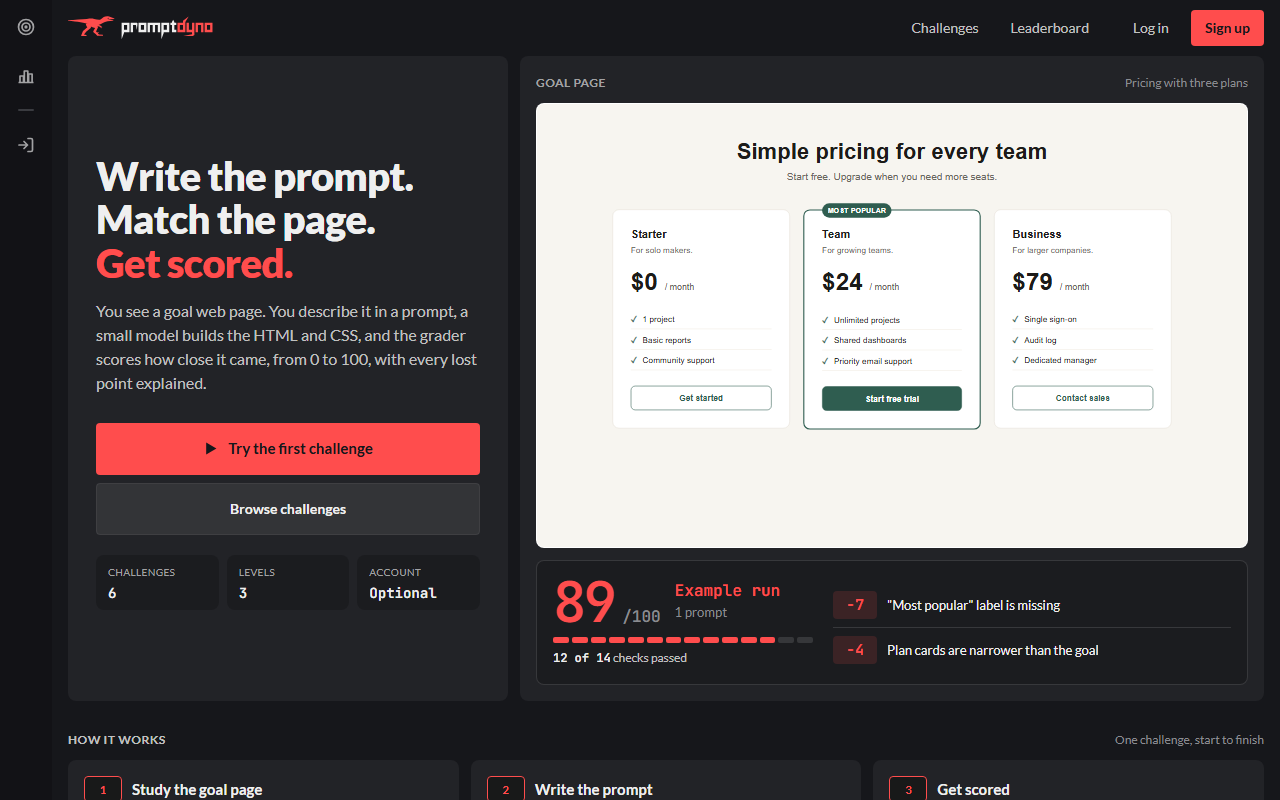 promptdyno
Challenges
Leaderboard
Log in
Sign up
Write the prompt.
Match the page.
Get scored.
You see a goal web page. You describe it in a prompt, a
small model builds the HTML and CSS, and the grader
scores how close it came, from 0 to 100, with every lost
point explained.
Try the first challenge
Browse challenges
CHALLENGES
6
LEVELS
3
ACCOUNT
Optional
GOAL PAGE
Pricing with three plans
Simple pricing for every team
Start free. Upgrade when you need more seats.
Starter
For solo makers.
$0 / month
✓ 1 project
✓ Basic reports
✓ Community support
Get started
MOST POPULAR
Team
For growing teams.
$24 / month
✓ Unlimited projects
✓ Shared dashboards
✓ Priority email support
Start free trial
Business
For larger companies.
$79 / month
✓ Single sign-on
✓ Audit log
✓ Dedicated manager
Contact sales
89 /100
Example run
1 prompt
12 of 14 checks passed
-7 "Most popular" label is missing
-4 Plan cards are narrower than the goal
HOW IT WORKS
One challenge, start to finish
1 Study the goal page
2 Write the prompt
3 Get scored